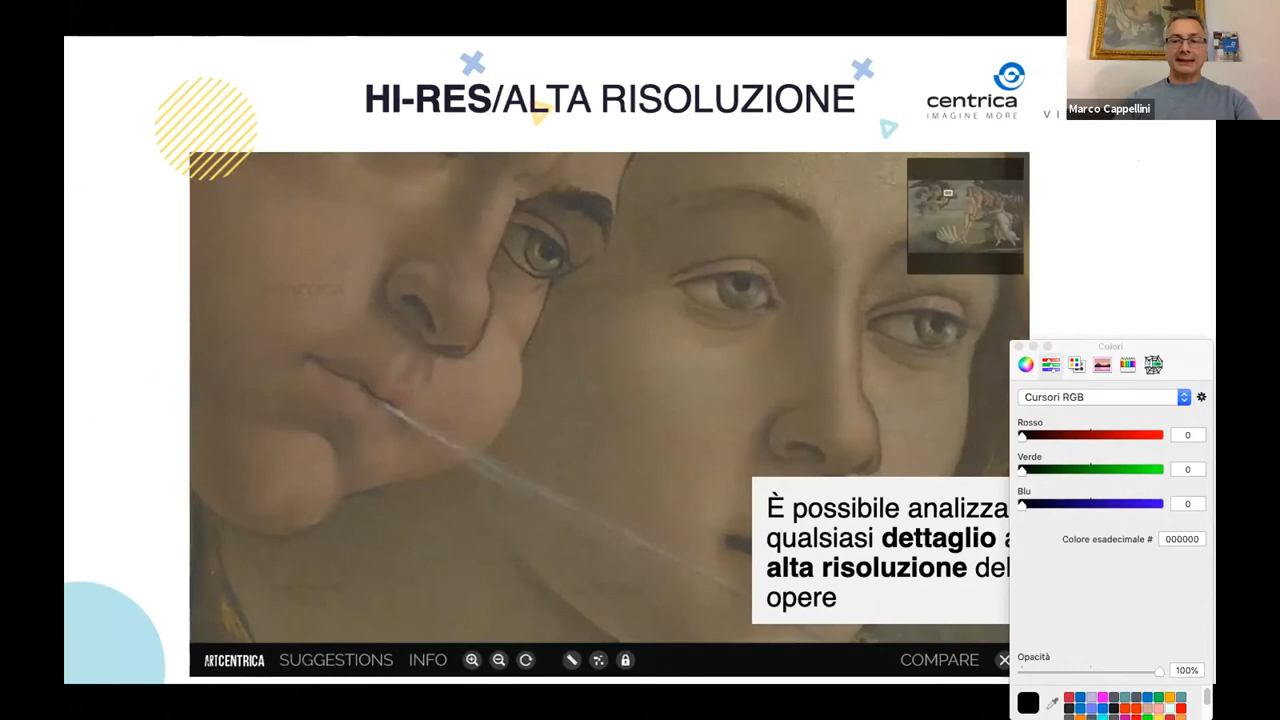 HI-RES/ALTA RISOLUZIONE
centrica
IMAGINE MORE
V I
Marco Cappellini
È possibile analizza
qualsiasi dettaglio a
alta risoluzione del
opere
ARTCENTRICA SUGGESTIONS INFO COMPARE
Colori
Cursori RGB
Rosso
0
Verde
0
Blu
0
Colore esadecimale # 000000
Opacità
100%